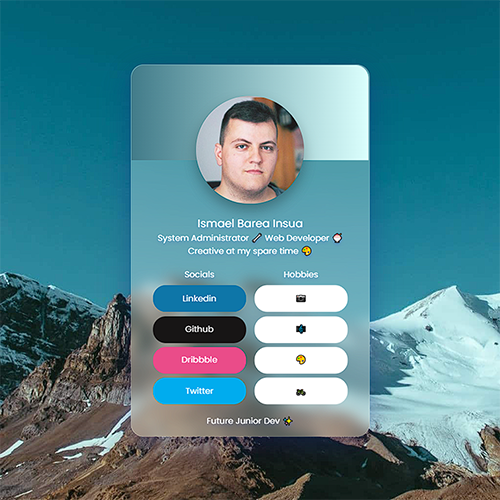 Ismael Barea Insua
System Administrator Web Developer
Creative at my spare time
Socials Hobbies
Linkedin
Github
Dribbble
Twitter
Future Junior Dev